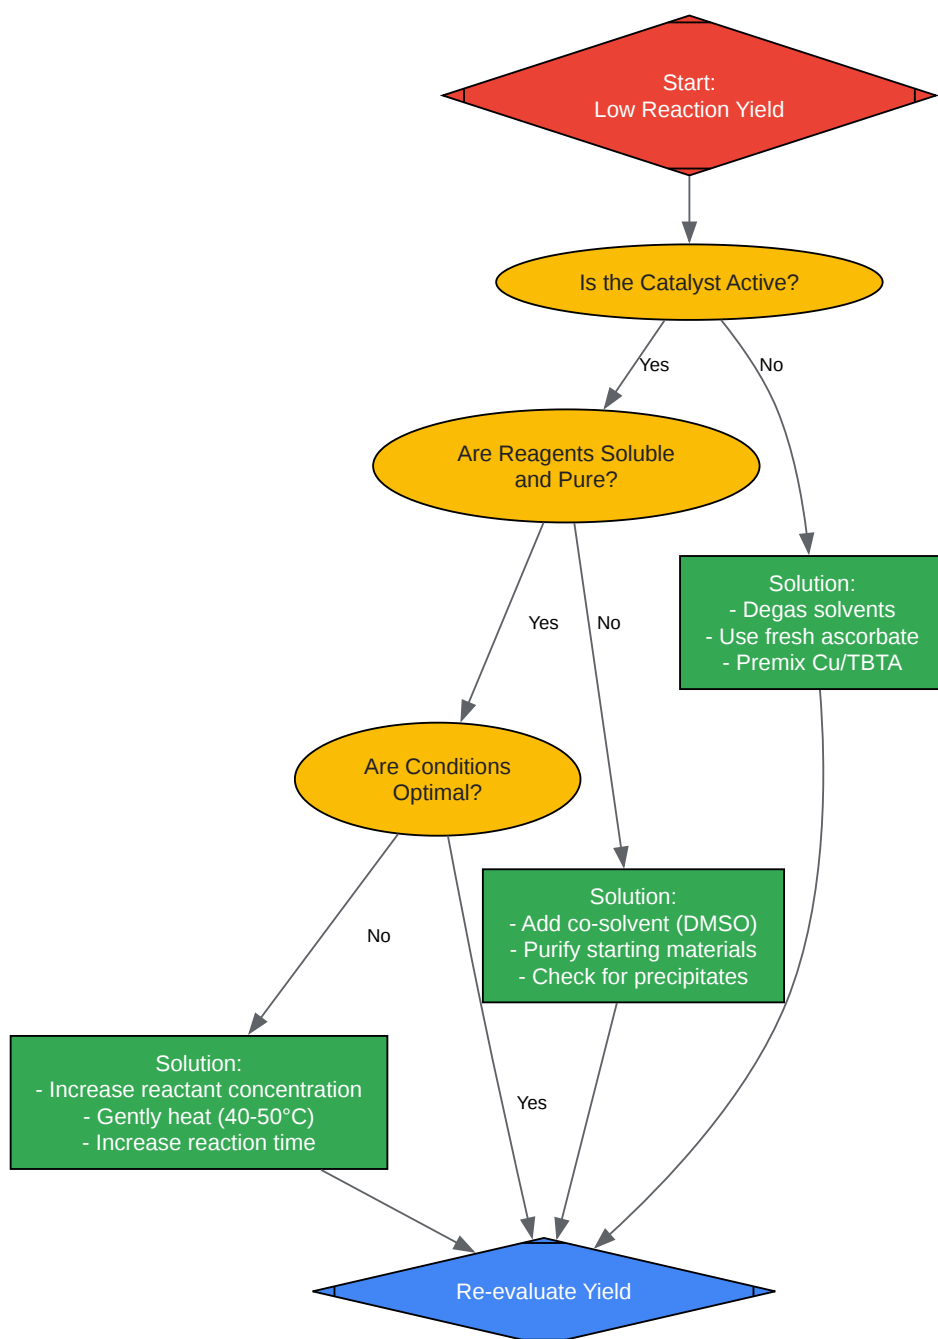 Start:
Low Reaction Yield
Is the Catalyst Active?
Yes
No
Are Reagents Soluble
and Pure?
Solution:
- Degas solvents
- Use fresh ascorbate
- Premix Cu/TBTA
Yes
No
Are Conditions
Optimal?
Solution:
- Add co-solvent (DMSO)
- Purify starting materials
- Check for precipitates
No
Solution:
- Increase reactant concentration
- Gently heat (40-50°C)
- Increase reaction time
Yes
Re-evaluate Yield